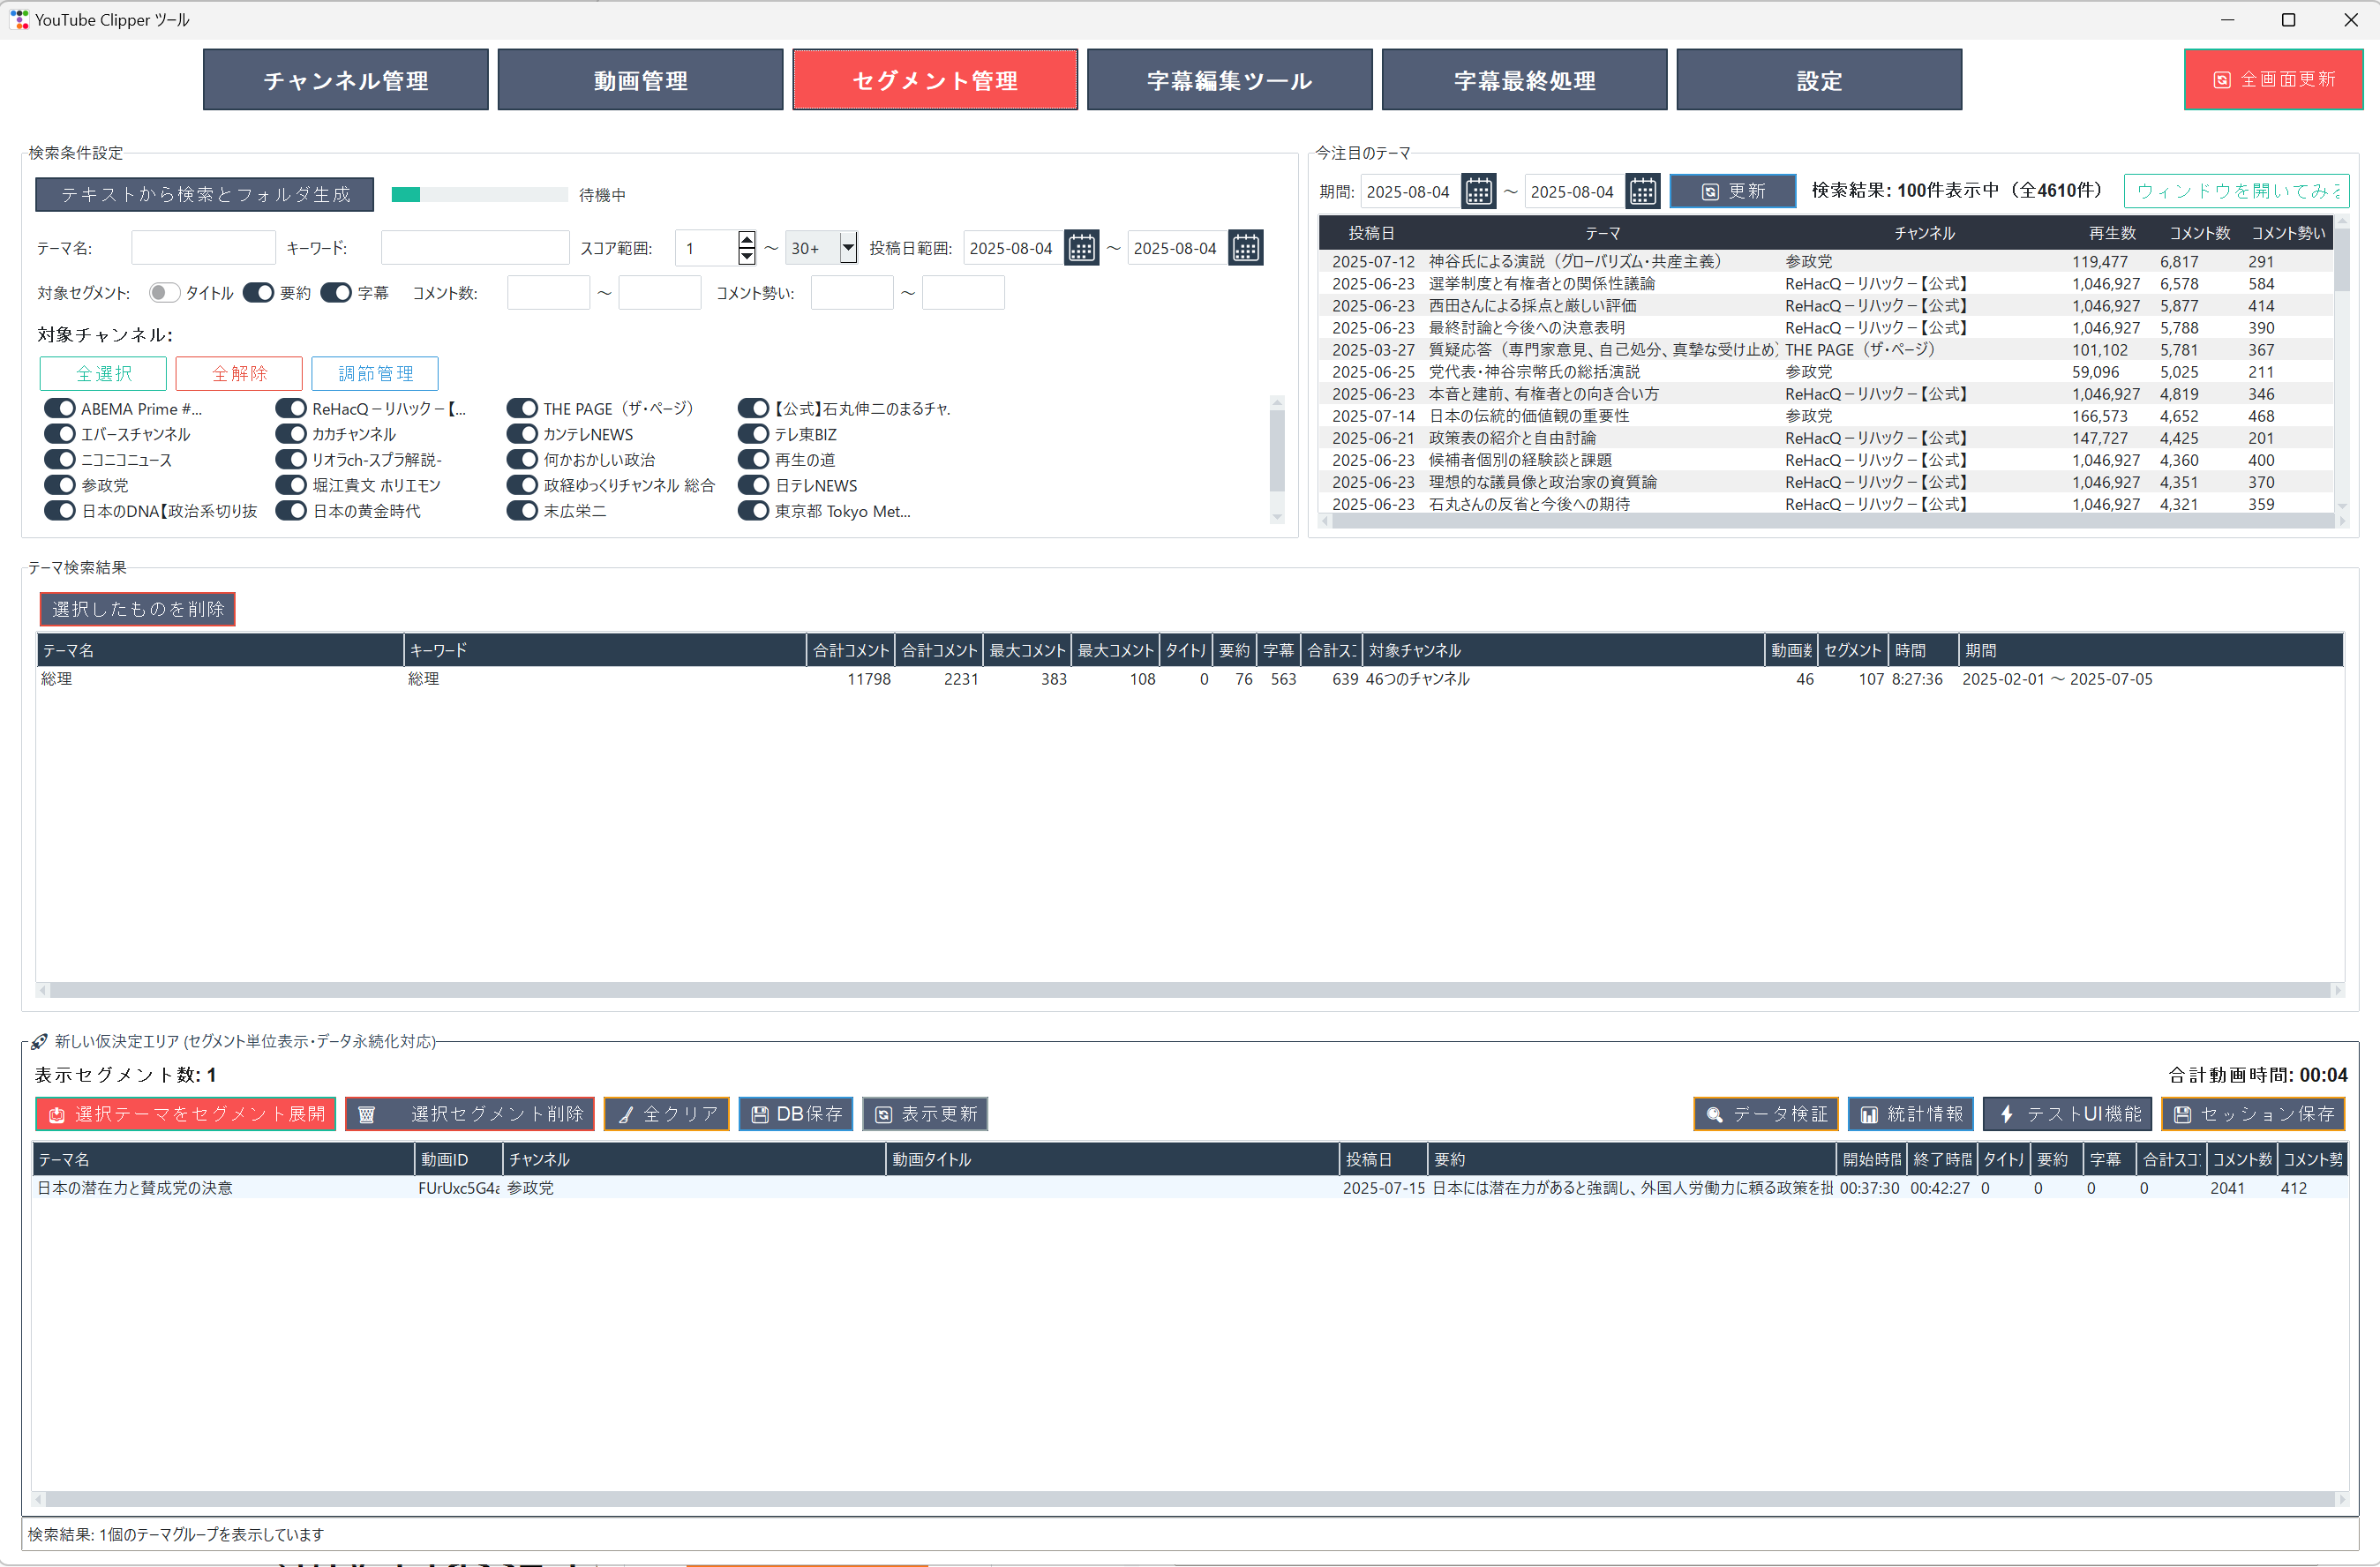 YouTube Clipper ツール
チャンネル管理 動画管理 セグメント管理 字幕編集ツール 字幕最終処理 設定 全画面更新
検索条件設定
テキストから検索とフォルダ生成 待機中
テーマ名: キーワード: スコア範囲: 1 ～ 30+ 投稿日範囲: 2025-08-04 ～ 2025-08-04
対象セグメント: タイトル 要約 字幕 コメント数: ～ コメント勢い: ～
対象チャンネル:
全選択 全解除 調節管理
ABEMA Prime #... ReHacQ－リハック－【... THE PAGE（ザ・ページ） 【公式】石丸伸二のまるチャ.
エバースチャンネル カカチャンネル カンテレNEWS テレ東BIZ
ニコニコニュース リオラch-スプラ解説- 何かおかしい政治 再生の道
参政党 堀江貴文 ホリエモン 政経ゆっくりチャンネル 総合 日テレNEWS
日本のDNA【政治系切り抜 日本の黄金時代 末広栄二 東京都 Tokyo Met...
今注目のテーマ
期間: 2025-08-04 ～ 2025-08-04 更新 検索結果: 100件表示中（全4610件） ウィンドウを開いてみる
投稿日 テーマ チャンネル 再生数 コメント数 コメント勢い
2025-07-12 神谷氏による演説（グローバリズム・共産主義） 参政党 119,477 6,817 291
2025-06-23 選挙制度と有権者との関係性議論 ReHacQ－リハック－【公式】 1,046,927 6,578 584
2025-06-23 西田さんによる採点と厳しい評価 ReHacQ－リハック－【公式】 1,046,927 5,877 414
2025-06-23 最終討論と今後への決意表明 ReHacQ－リハック－【公式】 1,046,927 5,788 390
2025-03-27 質疑応答（専門家意見、自己処分、真摯な受け止め） THE PAGE（ザ・ページ） 101,102 5,781 367
2025-06-25 党代表・神谷宗幣氏の総括演説 参政党 59,096 5,025 211
2025-06-23 本音と建前、有権者との向き合い方 ReHacQ－リハック－【公式】 1,046,927 4,819 346
2025-07-14 日本の伝統的価値観の重要性 参政党 166,573 4,652 468
2025-06-21 政策表の紹介と自由討論 ReHacQ－リハック－【公式】 147,727 4,425 201
2025-06-23 候補者個別の経験談と課題 ReHacQ－リハック－【公式】 1,046,927 4,360 400
2025-06-23 理想的な議員像と政治家の資質論 ReHacQ－リハック－【公式】 1,046,927 4,351 370
2025-06-23 石丸さんの反省と今後への期待 ReHacQ－リハック－【公式】 1,046,927 4,321 359
テーマ検索結果
選択したものを削除
テーマ名 キーワード 合計コメント 合計コメント 最大コメント 最大コメント タイトル 要約 字幕 合計スコ 対象チャンネル 動画数 セグメント 時間 期間
総理 総理 11798 2231 383 108 0 76 563 639 46つのチャンネル 46 107 8:27:36 2025-02-01 ～ 2025-07-05
新しい仮決定エリア (セグメント単位表示・データ永続化対応)
表示セグメント数: 1 合計動画時間: 00:04
選択テーマをセグメント展開 選択セグメント削除 全クリア DB保存 表示更新 データ検証 統計情報 テストUI機能 セッション保存
テーマ名 動画ID チャンネル 動画タイトル 投稿日 要約 開始時間 終了時間 タイトル 要約 字幕 合計スコ コメント数 コメント勢
日本の潜在力と賛成党の決意 FUrUxc5G4a 参政党 2025-07-15 日本には潜在力があると強調し、外国人労働力に頼る政策を批 00:37:30 00:42:27 0 0 0 0 2041 412
検索結果: 1個のテーマグループを表示しています